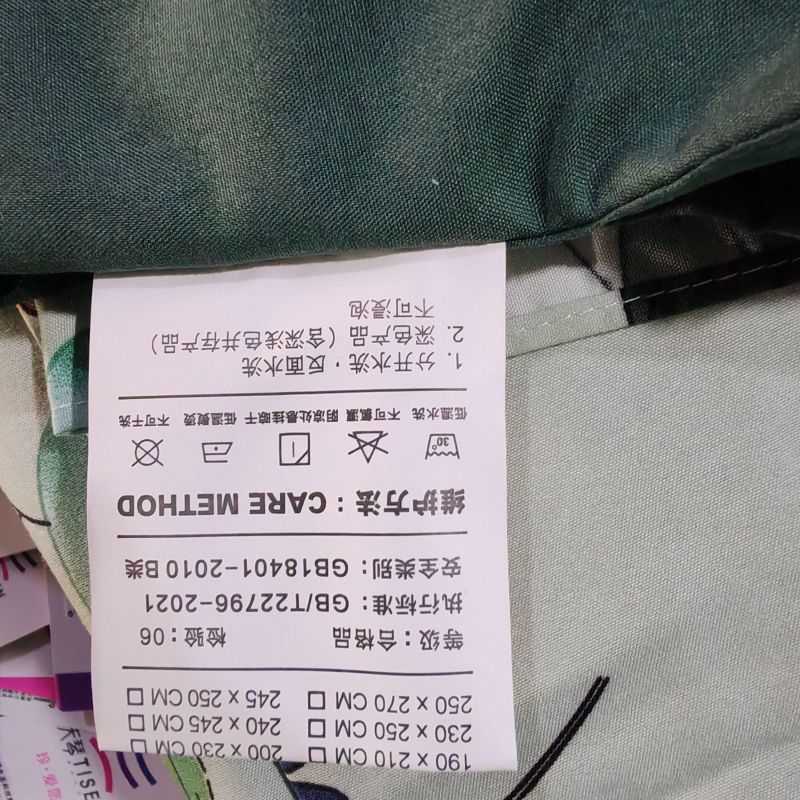 190 x 210 CM □ 200 x 230 CM □
230 x 250 CM □ 240 x 245 CM □
250 x 270 CM □ 245 x 250 CM □
等级：合格品 检验：06
执行标准：GB/T22796-2021
安全类别：GB18401-2010 B类
维护方法：CARE METHOD
30°
低温水洗 不可氯漂 阴凉处悬挂晾干 低温熨烫 不可干洗
1. 分开水洗，反面水洗
2. 深色产品（含深浅色并存产品）
不可浸泡
TISE
珍·爱